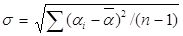 σ = √∑(αᵢ − α̅)² /(n−1)